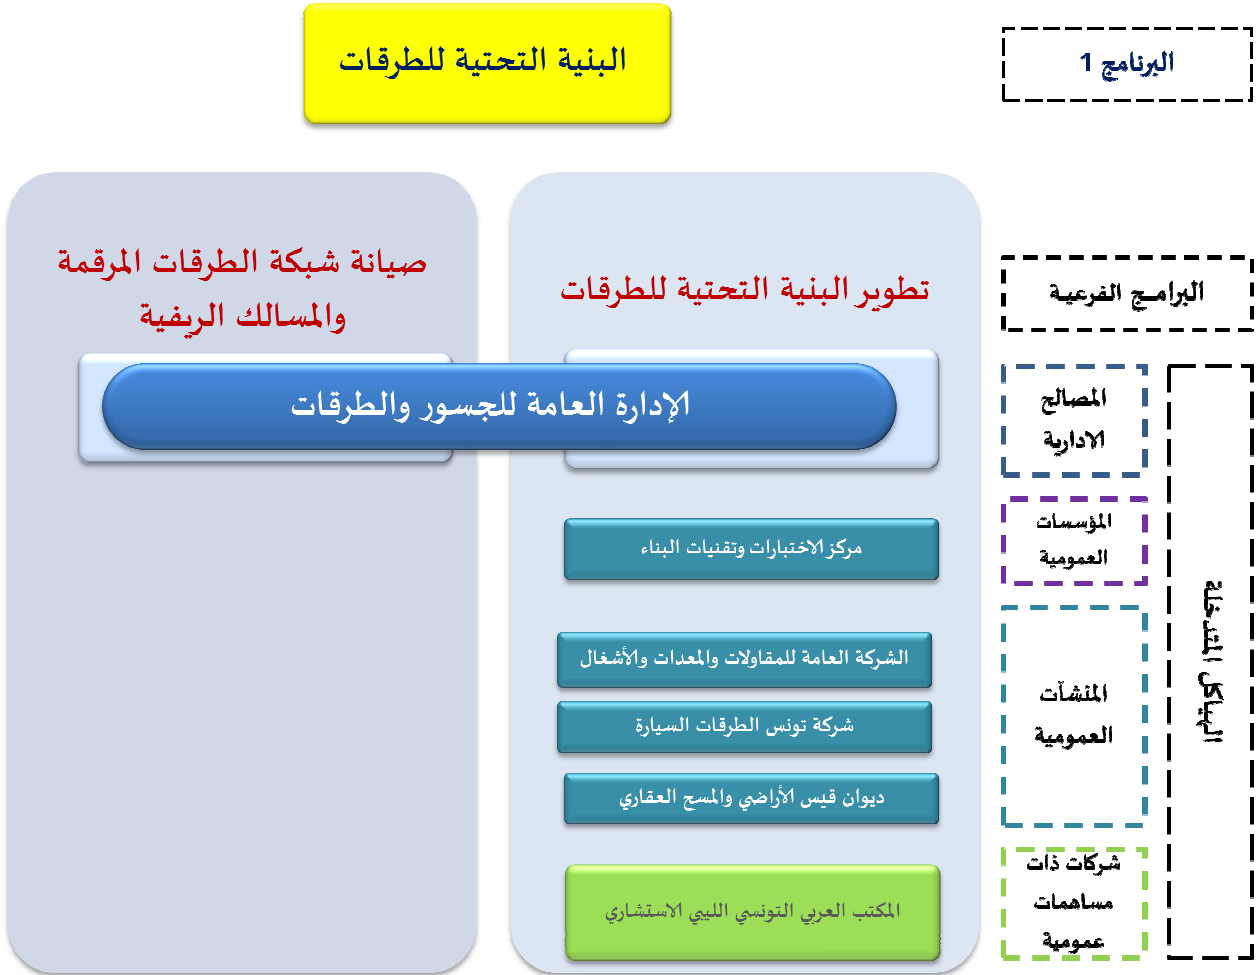 البرنامج 1
البنية التحتية للطرقات
البرامج الفرعية
تطوير البنية التحتية للطرقات
صيانة شبكة الطرقات المرقمة
والمسالك الريفية
الهياكل المتدخلة
المصالح
الادارية
الإدارة العامة للجسور والطرقات
المؤسسات
العمومية
مركز الاختبارات وتقنيات البناء
المنشآت
العمومية
الشركة العامة للمقاولات والمعدات والأشغال
شركة تونس الطرقات السيارة
ديوان قيس الأراضي والمسح العقاري
شركات ذات
مساهمات
عمومية
المكتب العربي التونسي الليبي الاستشاري